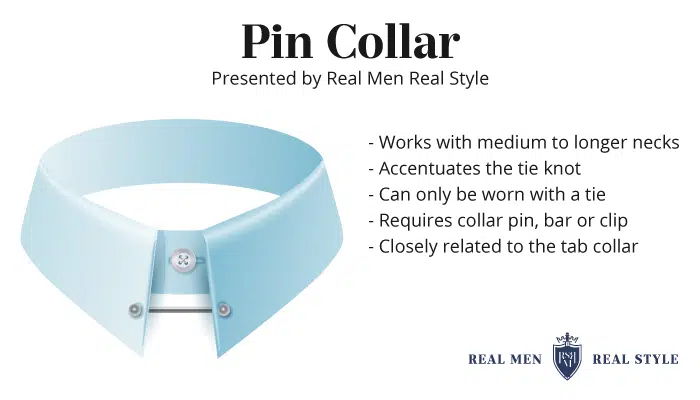 Pin Collar
Presented by Real Men Real Style
- Works with medium to longer necks
- Accentuates the tie knot
- Can only be worn with a tie
- Requires collar pin, bar or clip
- Closely related to the tab collar
REAL MEN REAL STYLE